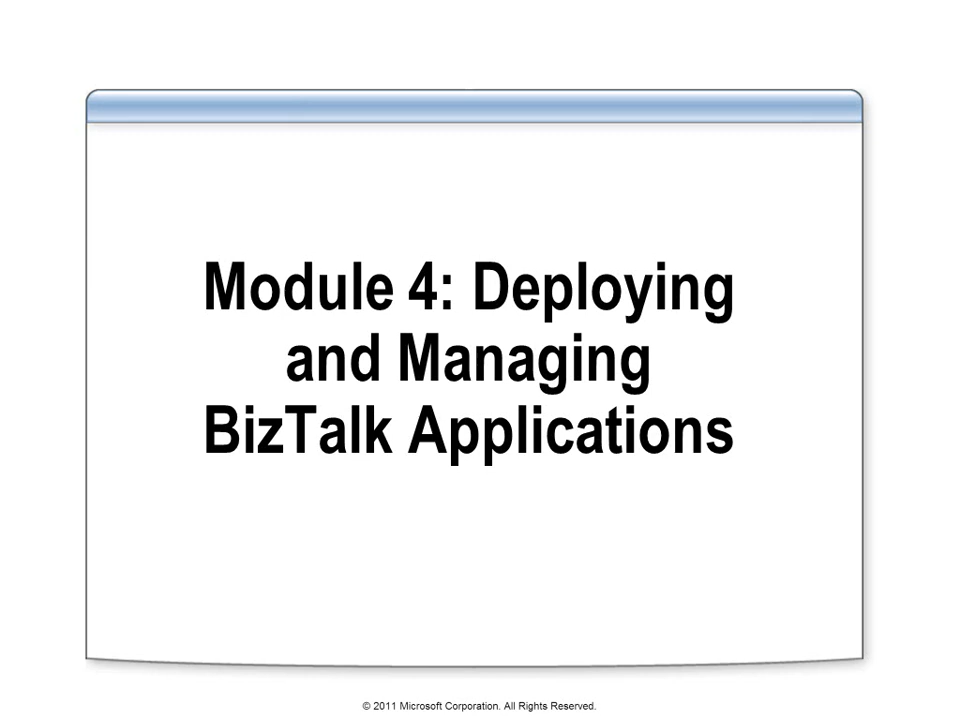 Module 4: Deploying
and Managing
BizTalk Applications
© 2011 Microsoft Corporation. All Rights Reserved.